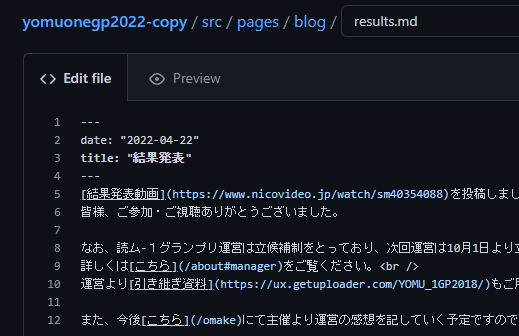 yomuonegp2022-copy / src / pages / blog / results.md
<> Edit file Preview
1 ---
2 date: "2022-04-22"
3 title: "結果発表"
4 ---
5 [結果発表動画](https://www.nicovideo.jp/watch/sm40354088)を投稿しまし
6 皆様、ご参加・ご視聴ありがとうございました。
7
8 なお、読ム-１グランプリ運営は立候補制をとっており、次回運営は10月1日より立
9 詳しくは[こちら](/about#manager)をご覧ください。<br />
10 運営より[引き継ぎ資料](https://ux.getuploader.com/YOMU_1GP2018/)もご用
11
12 また、今後[こちら](/omake)にて主催より運営の感想を記していく予定ですので